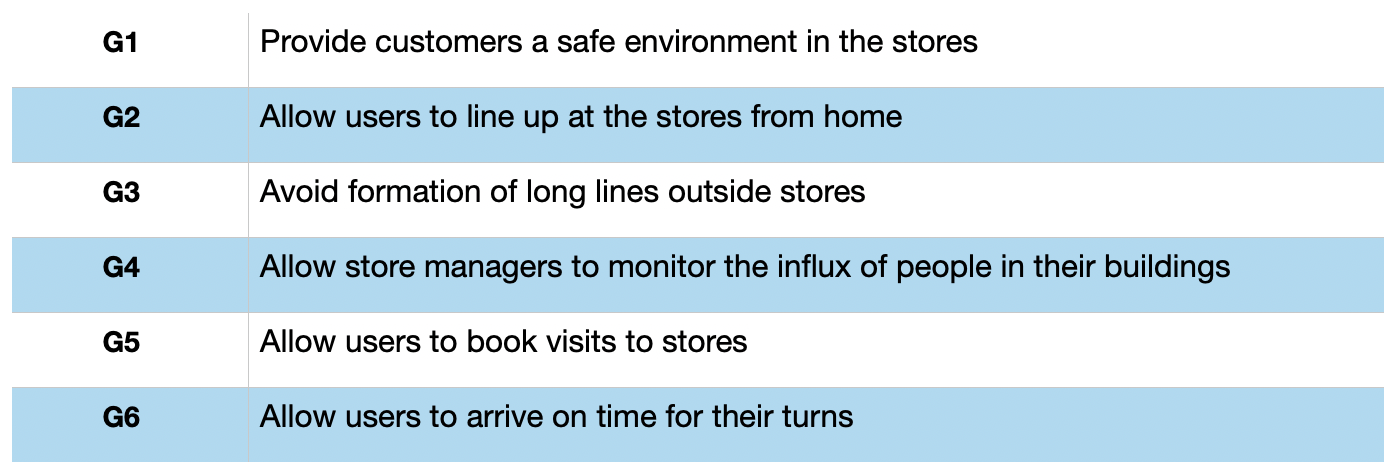 G1 Provide customers a safe environment in the stores
G2 Allow users to line up at the stores from home
G3 Avoid formation of long lines outside stores
G4 Allow store managers to monitor the influx of people in their buildings
G5 Allow users to book visits to stores
G6 Allow users to arrive on time for their turns